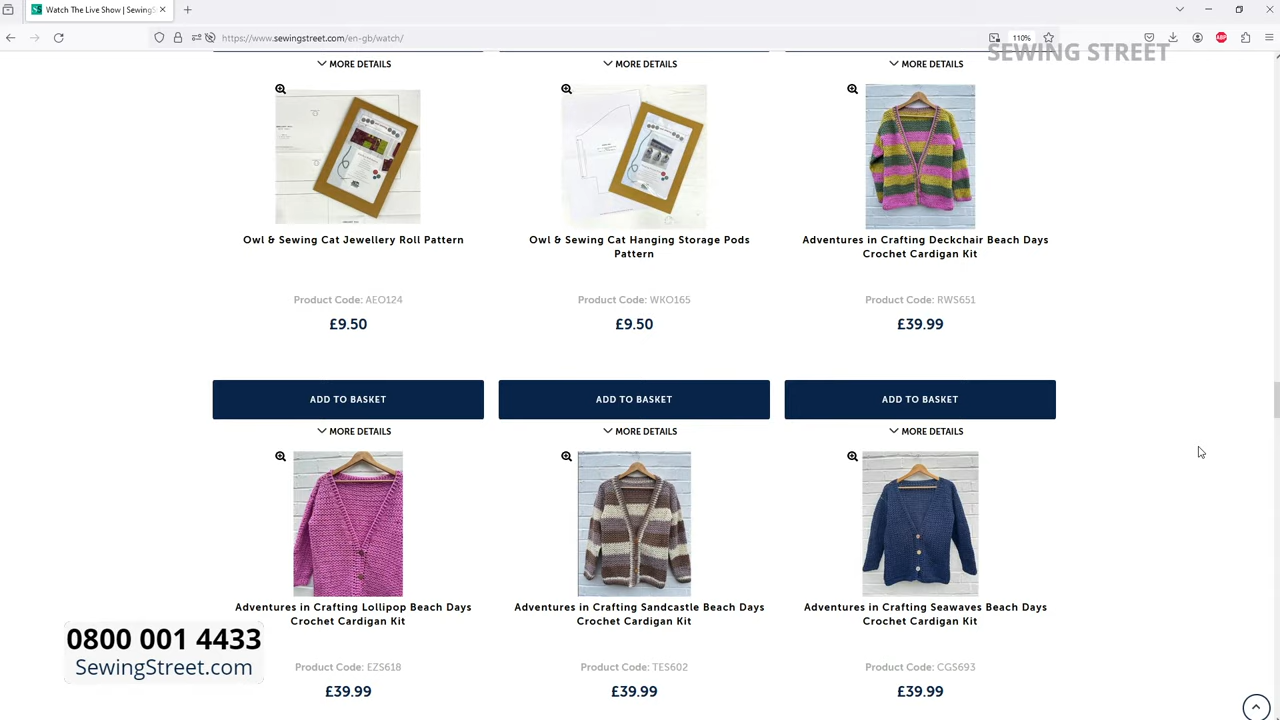 Watch The Live Show | Sewing
https://www.sewingstreet.com/en-gb/watch/
110%
SEWING STREET
MORE DETAILS
MORE DETAILS
MORE DETAILS
Owl & Sewing Cat Jewellery Roll Pattern
Owl & Sewing Cat Hanging Storage Pods
Pattern
Adventures in Crafting Deckchair Beach Days
Crochet Cardigan Kit
Product Code: AEO124
Product Code: WKO165
Product Code: RWS651
£9.50
£9.50
£39.99
ADD TO BASKET
ADD TO BASKET
ADD TO BASKET
MORE DETAILS
MORE DETAILS
MORE DETAILS
Adventures in Crafting Lollipop Beach Days
Crochet Cardigan Kit
Adventures in Crafting Sandcastle Beach Days
Crochet Cardigan Kit
Adventures in Crafting Seawaves Beach Days
Crochet Cardigan Kit
0800 001 4433
SewingStreet.com
Product Code: EZS618
Product Code: TES602
Product Code: CGS693
£39.99
£39.99
£39.99